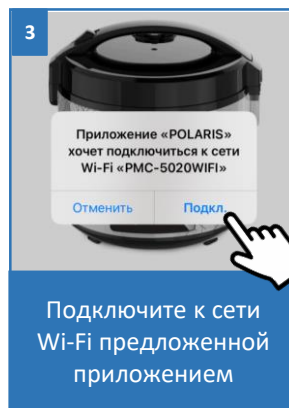 3
Приложение «POLARIS»
хочет подключиться к сети
Wi-Fi «PMC-5020WIFI»
Отменить
Подкл.
Подключите к сети
Wi-Fi предложенной
приложением